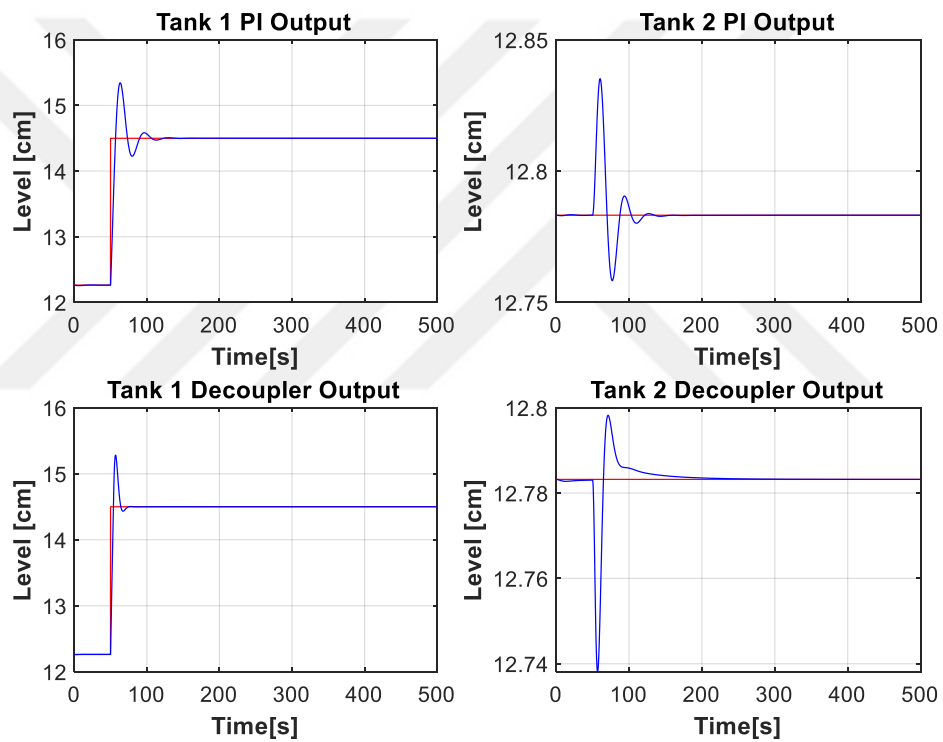 Tank 1 PI Output
16
15
14
13
12
Level [cm]
0 100 200 300 400 500
Time[s]
Tank 2 PI Output
12.85
12.8
12.75
Level [cm]
0 100 200 300 400 500
Time[s]
Tank 1 Decoupler Output
16
15
14
13
12
Level [cm]
0 100 200 300 400 500
Time[s]
Tank 2 Decoupler Output
12.8
12.78
12.76
12.74
Level [cm]
0 100 200 300 400 500
Time[s]